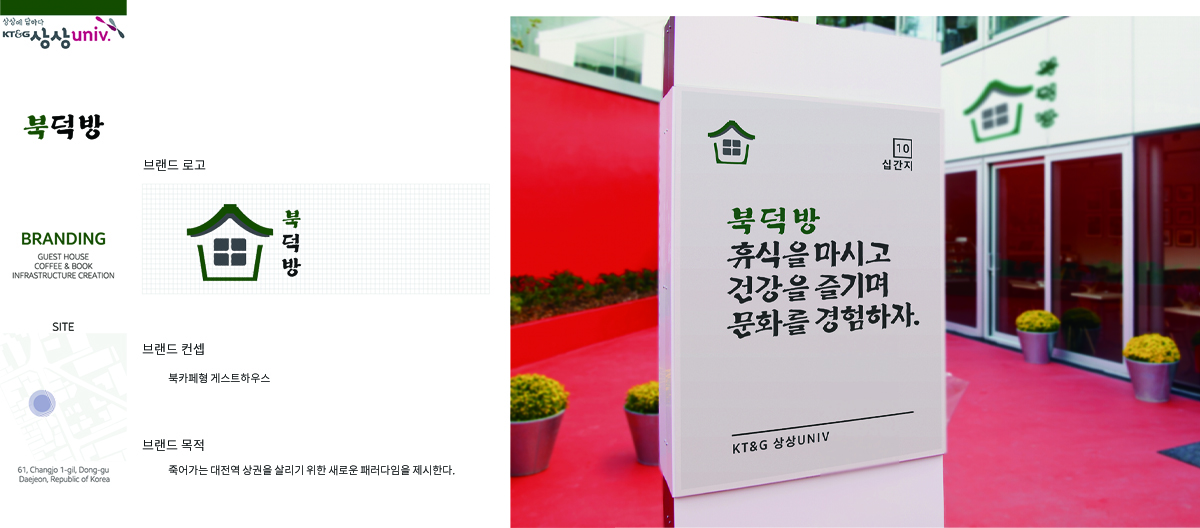 상상에 답하다
KT&G 상상univ.
북덕방
BRANDING
GUEST HOUSE
COFFEE & BOOK
INFRASTRUCTURE CREATION
SITE
61, Changjo 1-gil, Dong-gu
Daejeon, Republic of Korea
브랜드 로고
북
덕
방
브랜드 컨셉
북카페형 게스트하우스
브랜드 목적
죽어가는 대전역 상권을 살리기 위한 새로운 패러다임을 제시한다.
10
십간지
북덕방
휴식을 마시고
건강을 즐기며
문화를 경험하자.
KT&G 상상UNIV
북
덕
방